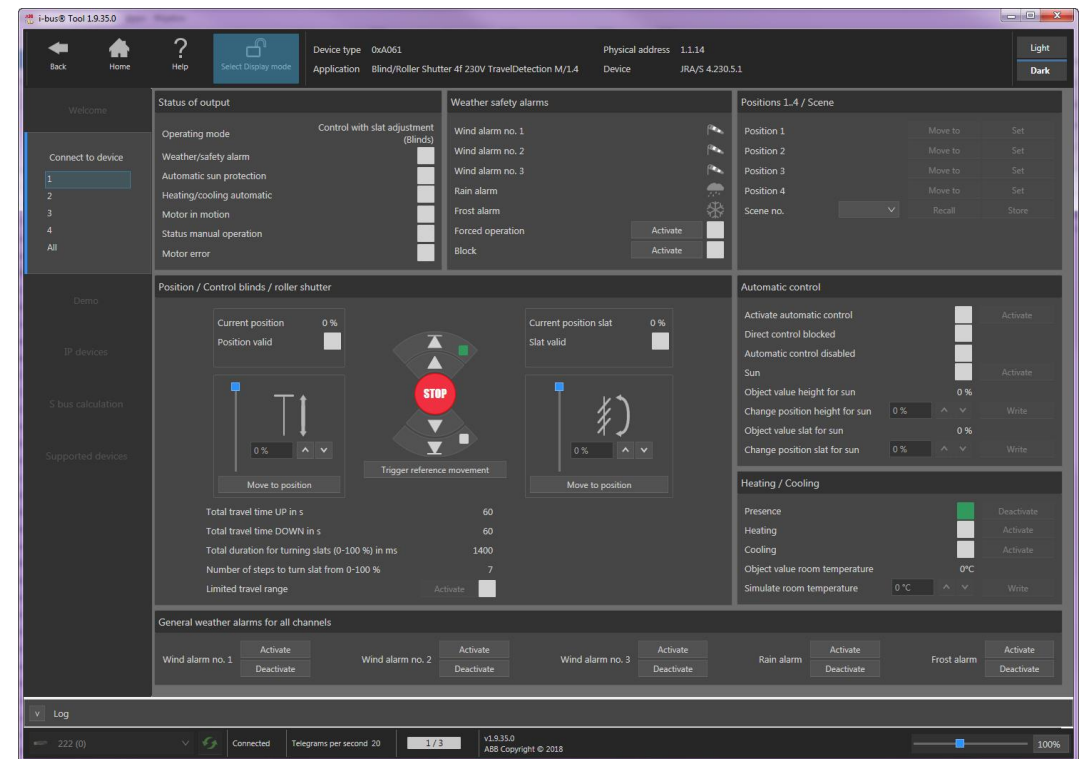 i-bus® Tool 1.9.35.0
Back
Home
Help
Select Display mode
Device type 0xA061
Application Blind/Roller Shutter 4f 230V TravelDetection M/1.4
Physical address 1.1.14
Device JRA/S 4.230.5.1
Light
Dark
Welcome
Connect to device
1
2
3
4
All
Demo
IP devices
S bus calculation
Supported devices
Status of output
Operating mode Control with slat adjustment
(Blinds)
Weather/safety alarm
Automatic sun protection
Heating/cooling automatic
Motor in motion
Status manual operation
Motor error
Weather safety alarms
Wind alarm no. 1
Wind alarm no. 2
Wind alarm no. 3
Rain alarm
Frost alarm
Forced operation Activate
Block Activate
Positions 1..4 / Scene
Position 1 Move to Set
Position 2 Move to Set
Position 3 Move to Set
Position 4 Move to Set
Scene no. Recall Store
Position / Control blinds / roller shutter
Current position 0 %
Position valid
0 %
Move to position
STOP
Trigger reference movement
Current position slat 0 %
Slat valid
0 %
Move to position
Total travel time UP in s 60
Total travel time DOWN in s 60
Total duration for turning slats (0-100 %) in ms 1400
Number of steps to turn slat from 0-100 % 7
Limited travel range Activate
Automatic control
Activate automatic control Activate
Direct control blocked
Automatic control disabled
Sun Activate
Object value height for sun 0 %
Change position height for sun 0 % Write
Object value slat for sun 0 %
Change position slat for sun 0 % Write
Heating / Cooling
Presence Deactivate
Heating Activate
Cooling Activate
Object value room temperature 0°C
Simulate room temperature 0 °C Write
General weather alarms for all channels
Wind alarm no. 1 Activate Deactivate
Wind alarm no. 2 Activate Deactivate
Wind alarm no. 3 Activate Deactivate
Rain alarm Activate Deactivate
Frost alarm Activate Deactivate
v Log
222 (0)
Connected
Telegrams per second 20
1 / 3
v1.9.35.0
ABB Copyright © 2018
100%